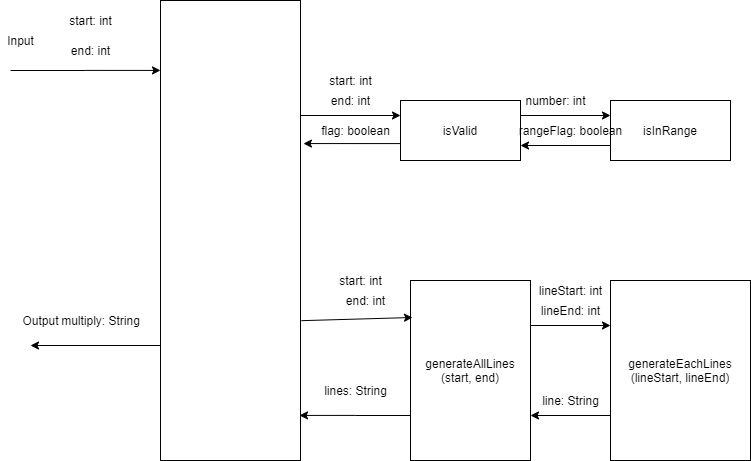 start: int
Input
end: int
start: int
end: int
number: int
flag: boolean
isValid
rangeFlag: boolean
isInRange
start: int
end: int
lineStart: int
lineEnd: int
Output multiply: String
generateAllLines
(start, end)
generateEachLines
(lineStart, lineEnd)
lines: String
line: String